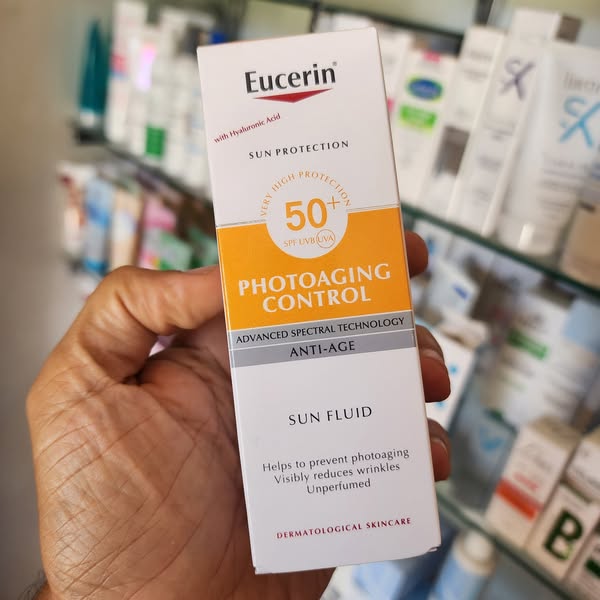 Eucerin®
with Hyaluronic Acid
SUN PROTECTION
VERY HIGH PROTECTION
50+
SPF UVB UVA
PHOTOAGING
CONTROL
ADVANCED SPECTRAL TECHNOLOGY
ANTI-AGE
SUN FLUID
Helps to prevent photoaging
Visibly reduces wrinkles
Unperfumed
DERMATOLOGICAL SKINCARE